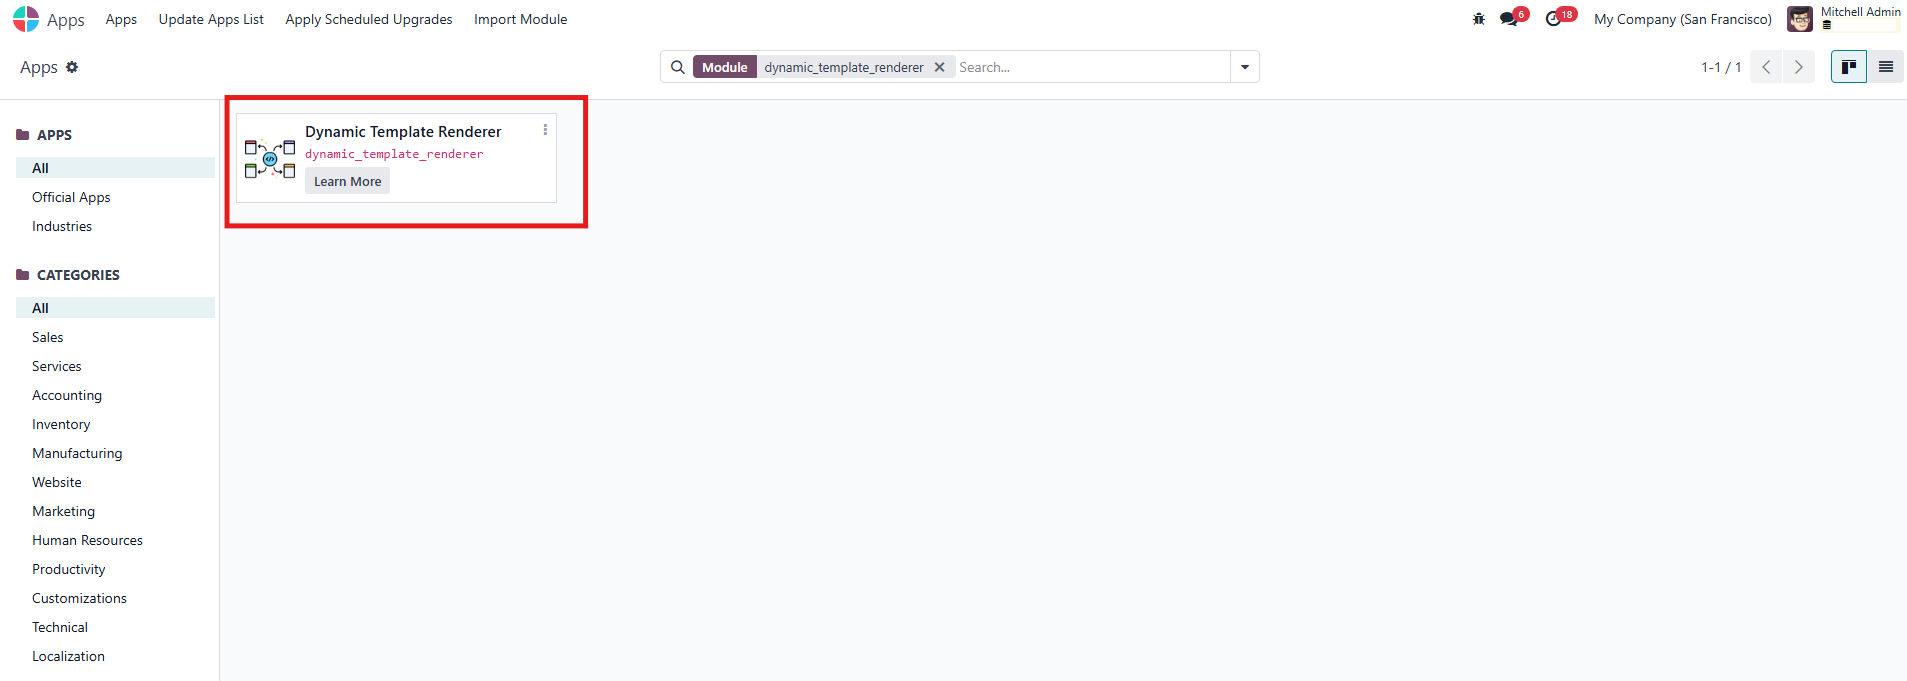 Apps Apps Update Apps List Apply Scheduled Upgrades Import Module 6 18 My Company (San Francisco) Mitchell Admin
Apps Module dynamic_template_renderer Search... 1-1 / 1
APPS
All
Official Apps
Industries
CATEGORIES
All
Sales
Services
Accounting
Inventory
Manufacturing
Website
Marketing
Human Resources
Productivity
Customizations
Technical
Localization
Dynamic Template Renderer
dynamic_template_renderer
Learn More